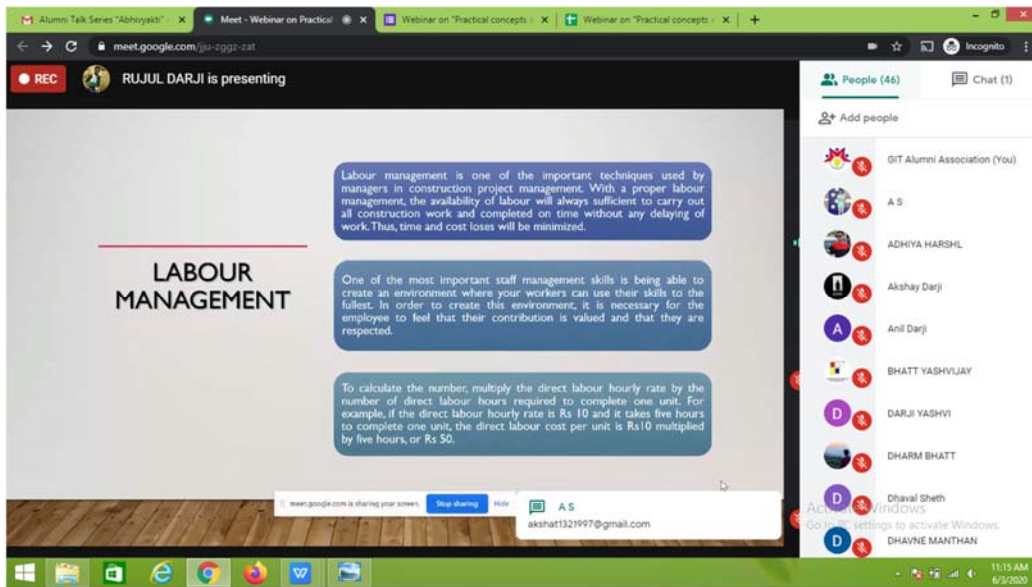 Alumni Talk Series "Abhivyakti"
Meet - Webinar on Practical
Webinar on "Practical concepts
Webinar on "Practical concepts
meet.google.com/jju-zggz-zat
Incognito
REC
RUJUL DARJI is presenting
People (46)
Chat (1)
Add people
GIT Alumni Association (You)
A S
ADHIYA HARSHL
Akshay Darji
A
Anil Darji
BHATT YASHVIJAY
D
DARJI YASHVI
DHARM BHATT
D
Dhaval Sheth
D
DHAVNE MANTHAN
LABOUR
MANAGEMENT
Labour management is one of the important techniques used by
managers in construction project management. With a proper labour
management, the availability of labour will always sufficient to carry out
all construction work and completed on time without any delaying of
work. Thus, time and cost loses will be minimized.
One of the most important staff management skills is being able to
create an environment where your workers can use their skills to the
fullest. In order to create this environment, it is necessary for the
employee to feel that their contribution is valued and that they are
respected.
To calculate the number, multiply the direct labour hourly rate by the
number of direct labour hours required to complete one unit. For
example, if the direct labour hourly rate is Rs 10 and it takes five hours
to complete one unit, the direct labour cost per unit is Rs10 multiplied
by five hours, or Rs 50.
meet.google.com is sharing your screen.
Stop sharing
Hide
A S
akshat1321997@gmail.com
Activate Windows
Go to PC settings to activate Windows.
11:15 AM
6/3/2020